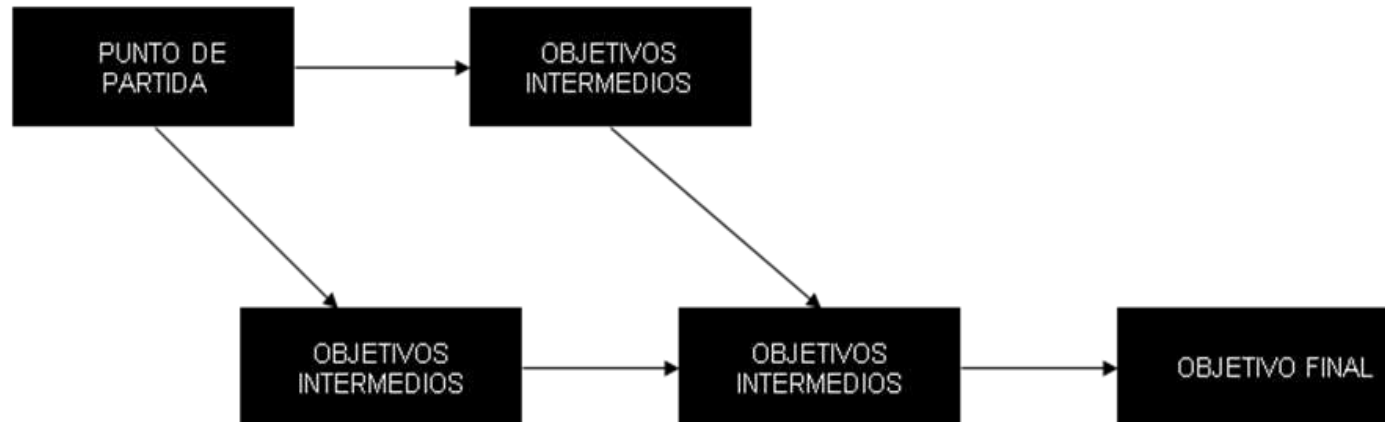 PUNTO DE
PARTIDA
OBJETIVOS
INTERMEDIOS
OBJETIVOS
INTERMEDIOS
OBJETIVOS
INTERMEDIOS
OBJETIVO FINAL